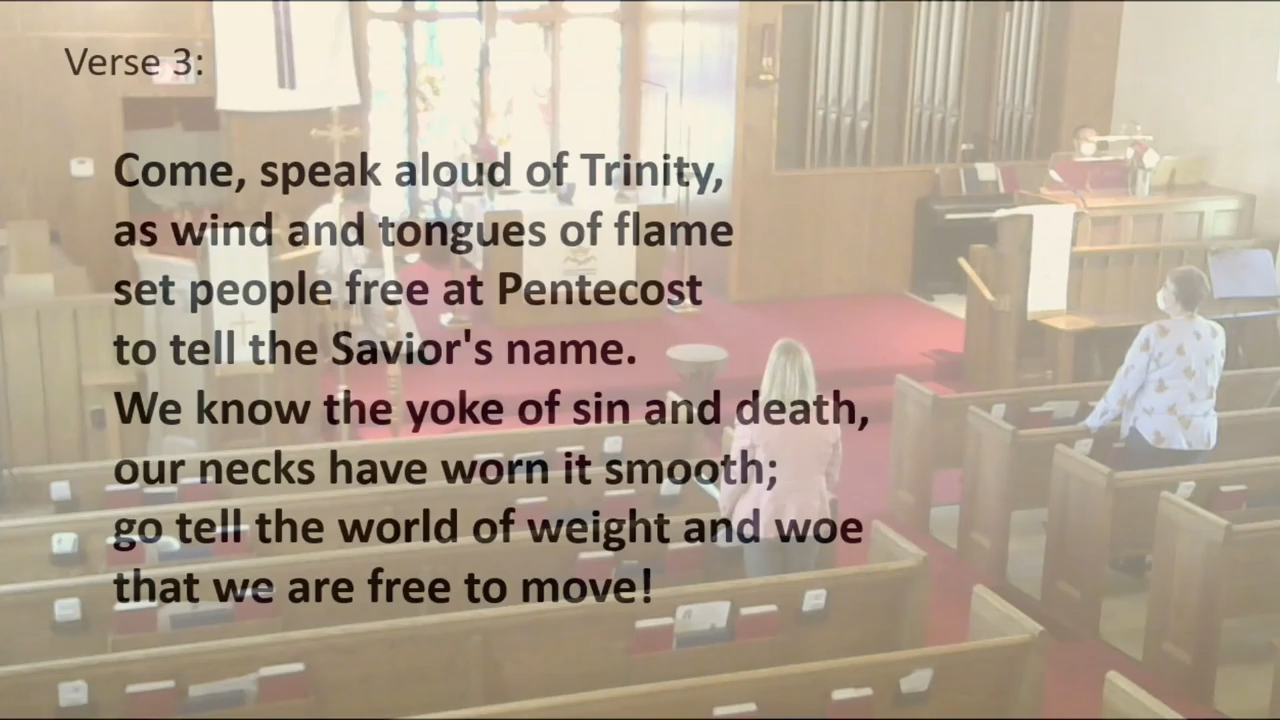 Verse 3:
Come, speak aloud of Trinity,
as wind and tongues of flame
set people free at Pentecost
to tell the Savior's name.
We know the yoke of sin and death,
our necks have worn it smooth;
go tell the world of weight and woe
that we are free to move!